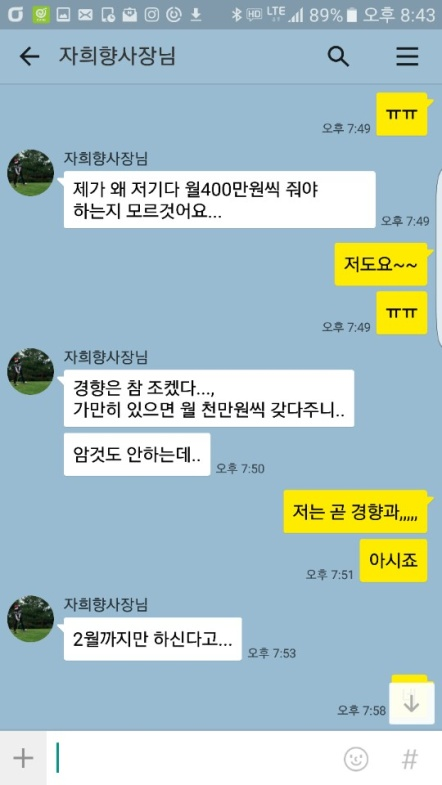 HD LTE 89% 오후 8:43
자희향사장님
ㅠㅠ
오후 7:49
자희향사장님
제가 왜 저기다 월400만원씩 줘야
하는지 모르것어요...
오후 7:49
저도요~~
ㅠㅠ
오후 7:49
자희향사장님
경향은 참 조켔다...,
가만히 있으면 월 천만원씩 갖다주니..
암것도 안하는데..
오후 7:50
저는 곧 경향과,,,,,
아시죠
오후 7:51
자희향사장님
2월까지만 하신다고...
오후 7:53
오후 7:58
#